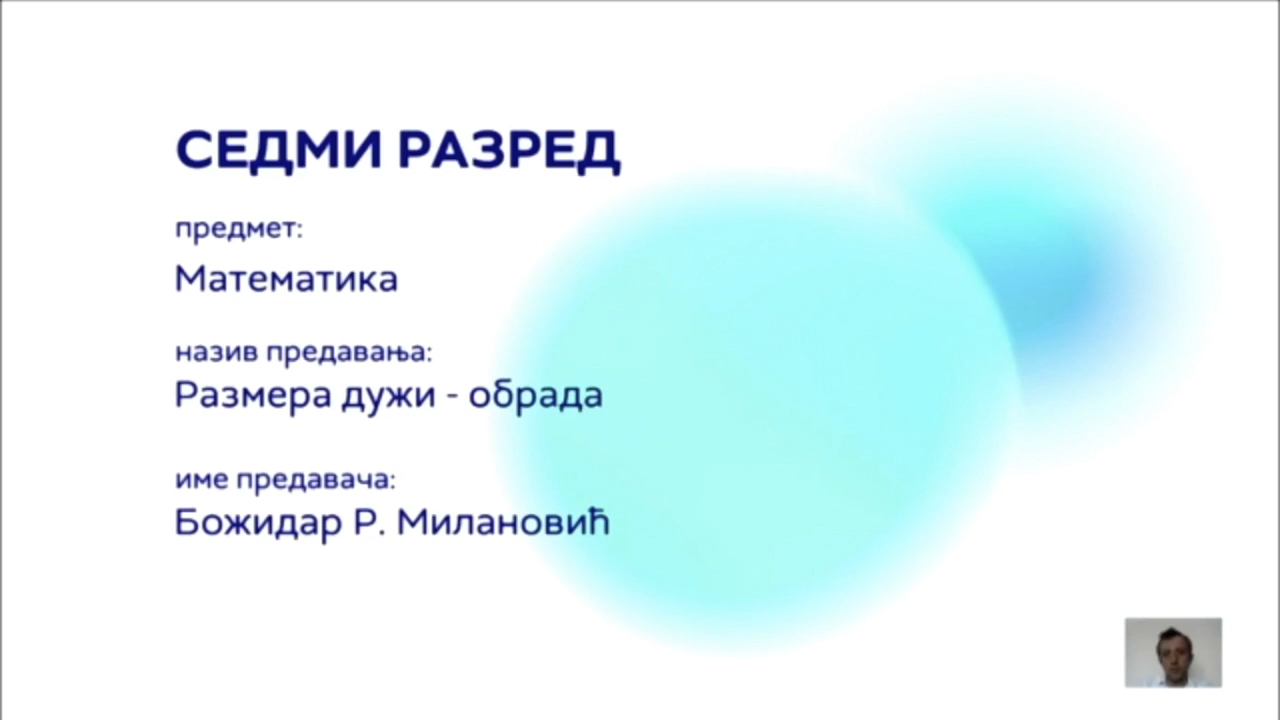 СЕДМИ РАЗРЕД
предмет:
Математика
назив предавања:
Размера дужи - обрада
име предавача:
Божидар Р. Милановић